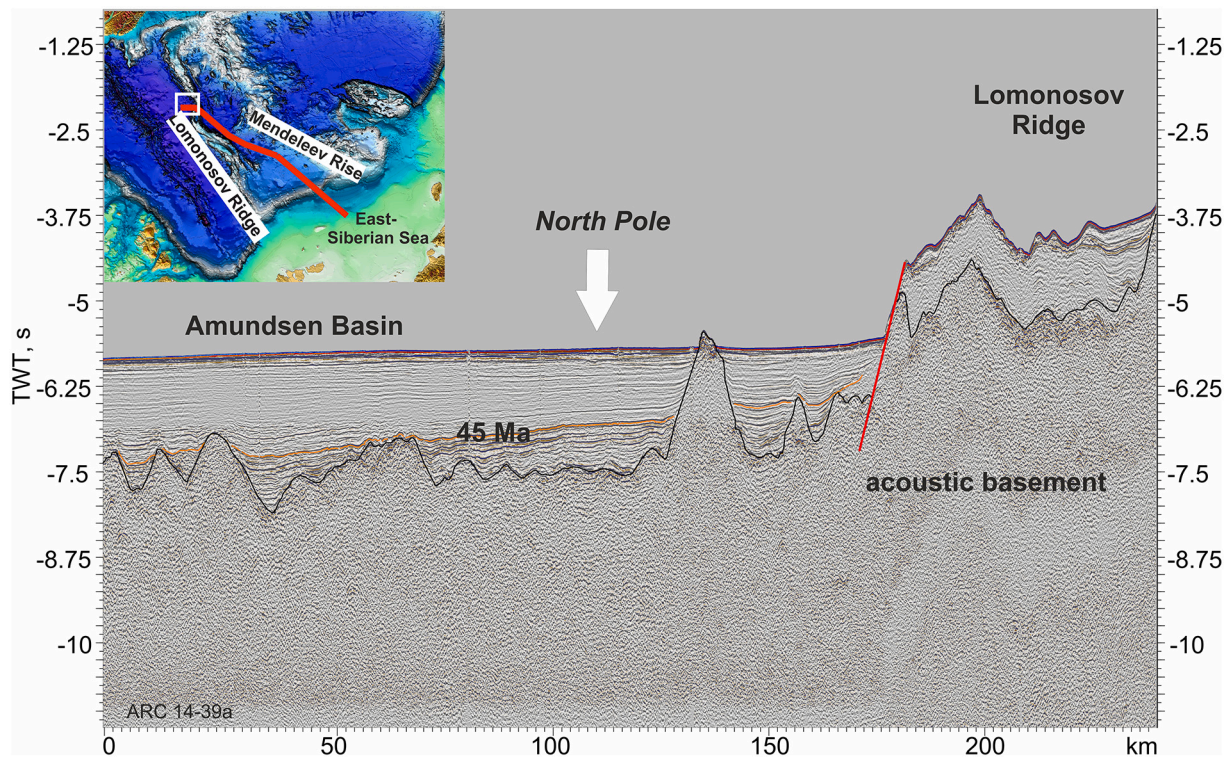 -1.25
-2.5
-3.75
-5
-6.25
-7.5
-8.75
-10
TWT, s
Lomonosov Ridge
Mendeleev Rise
East-
Siberian Sea
Lomonosov
Ridge
North Pole
Amundsen Basin
45 Ma
acoustic basement
ARC 14-39a
-1.25
-2.5
-3.75
-5
-6.25
-7.5
-8.75
-10
0 50 100 150 200 km